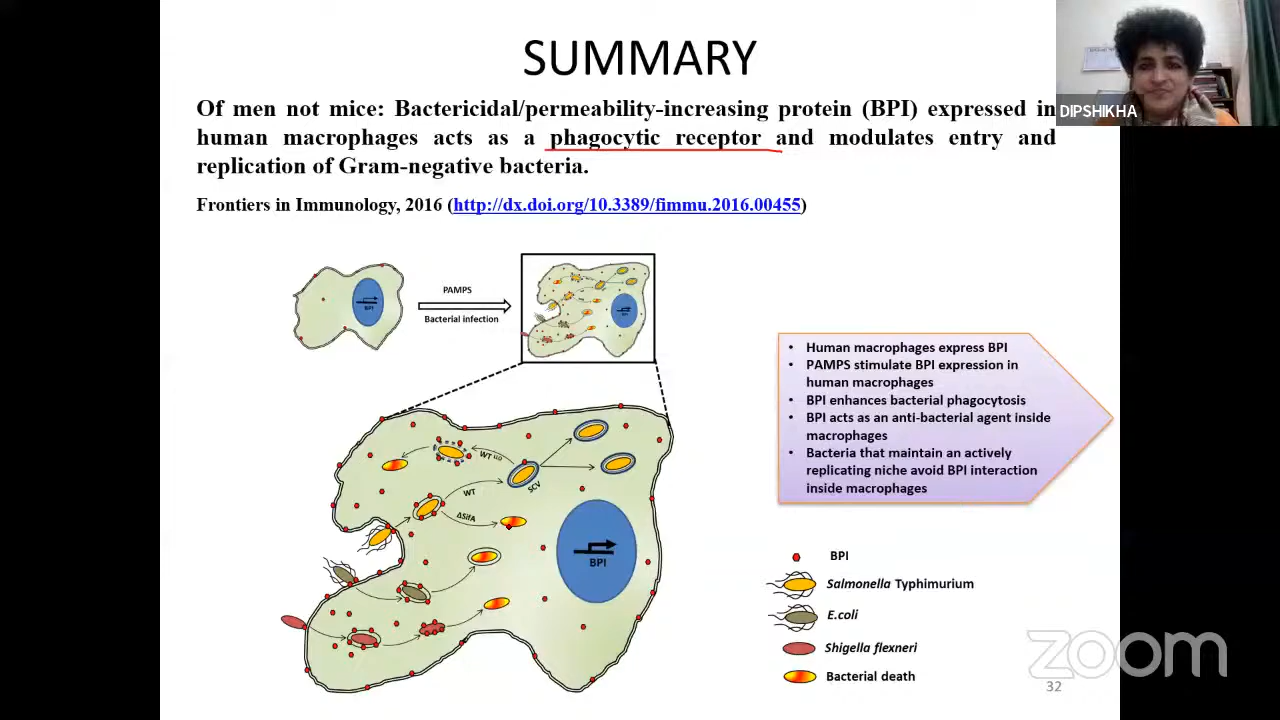 SUMMARY
DIPSHIKHA
Of men not mice: Bactericidal/permeability-increasing protein (BPI) expressed in
human macrophages acts as a phagocytic receptor and modulates entry and
replication of Gram-negative bacteria.
Frontiers in Immunology, 2016 (http://dx.doi.org/10.3389/fimmu.2016.00455)
PAMPS
Bacterial infection
BPI
• Human macrophages express BPI
• PAMPS stimulate BPI expression in
human macrophages
• BPI enhances bacterial phagocytosis
• BPI acts as an anti-bacterial agent inside
macrophages
• Bacteria that maintain an actively
replicating niche avoid BPI interaction
inside macrophages
WT LLO
SCV
WT
ΔSifA
BPI
BPI
Salmonella Typhimurium
E.coli
Shigella flexneri
Bacterial death
zoom
32